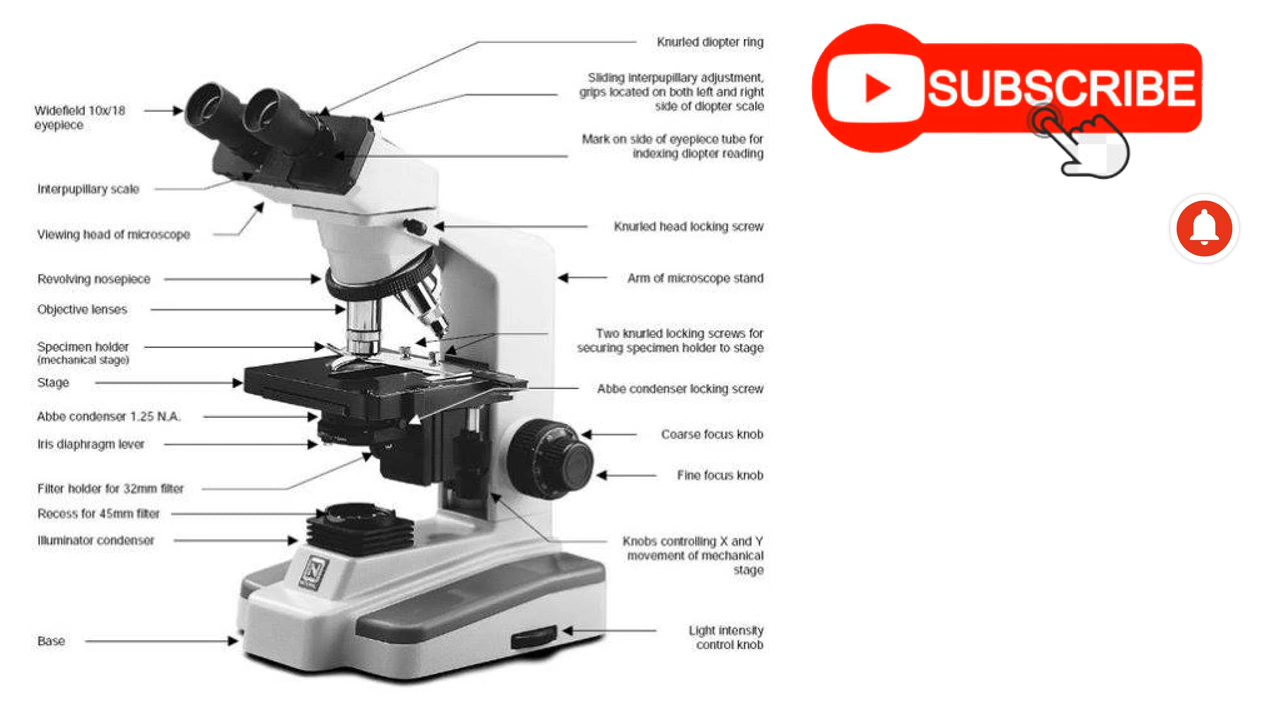 Knurled diopter ring
Sliding interpupillary adjustment,
grips located on both left and right
side of diopter scale
Widefield 10x/18
eyepiece
Mark on side of eyepiece tube for
indexing diopter reading
Interpupillary scale
Viewing head of microscope
Knurled head locking screw
Revolving nosepiece
Arm of microscope stand
Objective lenses
Two knurled locking screws for
securing specimen holder to stage
Specimen holder
(mechanical stage)
Stage
Abbe condenser locking screw
Abbe condenser 1.25 N.A.
Coarse focus knob
Iris diaphragm lever
Fine focus knob
Filter holder for 32mm filter
Recess for 45mm filter
Illuminator condenser
Knobs controlling X and Y
movement of mechanical
stage
Base
Light intensity
control knob
N
SUBSCRIBE